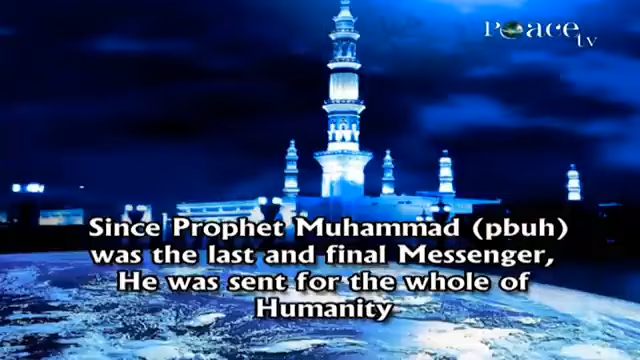 Peace tv
Since Prophet Muhammad (pbuh)
was the last and final Messenger,
He was sent for the whole of
Humanity